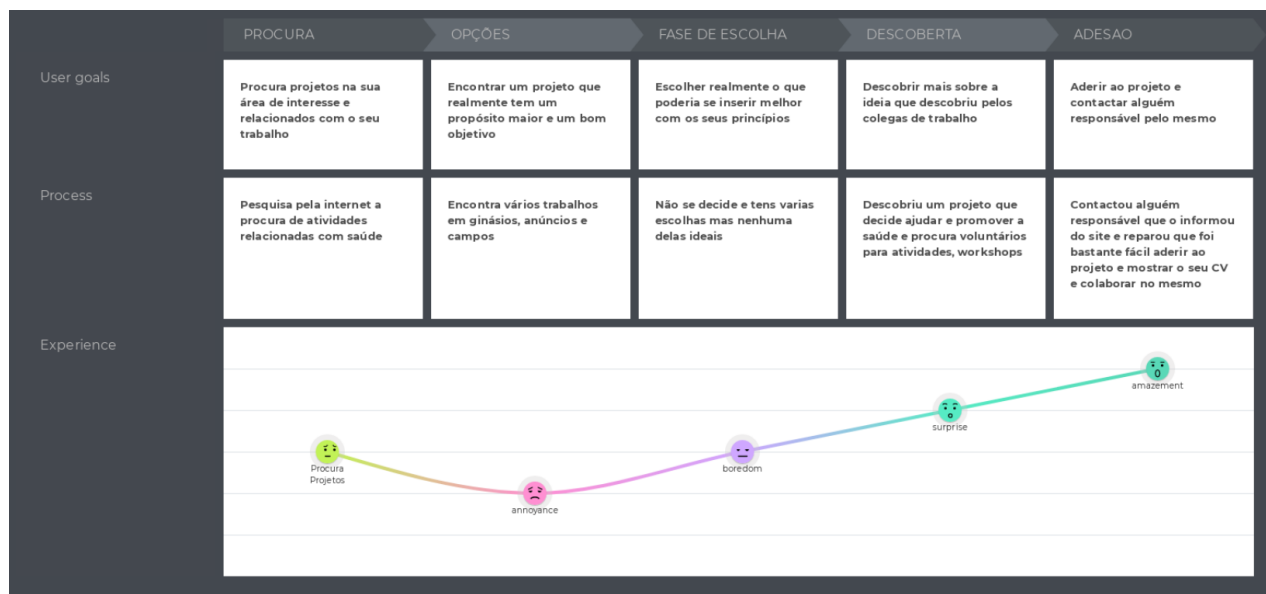 PROCURA
OPÇÕES
FASE DE ESCOLHA
DESCOBERTA
ADESAO
User goals
Procura projetos na sua
área de interesse e
relacionados com o seu
trabalho
Encontrar um projeto que
realmente tem um
propósito maior e um bom
objetivo
Escolher realmente o que
poderia se inserir melhor
com os seus princípios
Descobrir mais sobre a
ideia que descobriu pelos
colegas de trabalho
Aderir ao projeto e
contactar alguém
responsável pelo mesmo
Process
Pesquisa pela internet a
procura de atividades
relacionadas com saúde
Encontra vários trabalhos
em ginásios, anúncios e
campos
Não se decide e tens varias
escolhas mas nenhuma
delas ideais
Descobriu um projeto que
decide ajudar e promover a
saúde e procura voluntários
para atividades, workshops
Contactou alguém
responsável que o informou
do site e reparou que foi
bastante fácil aderir ao
projeto e mostrar o seu CV
e colaborar no mesmo
Experience
Procura
Projetos
annoyance
boredom
surprise
amazement